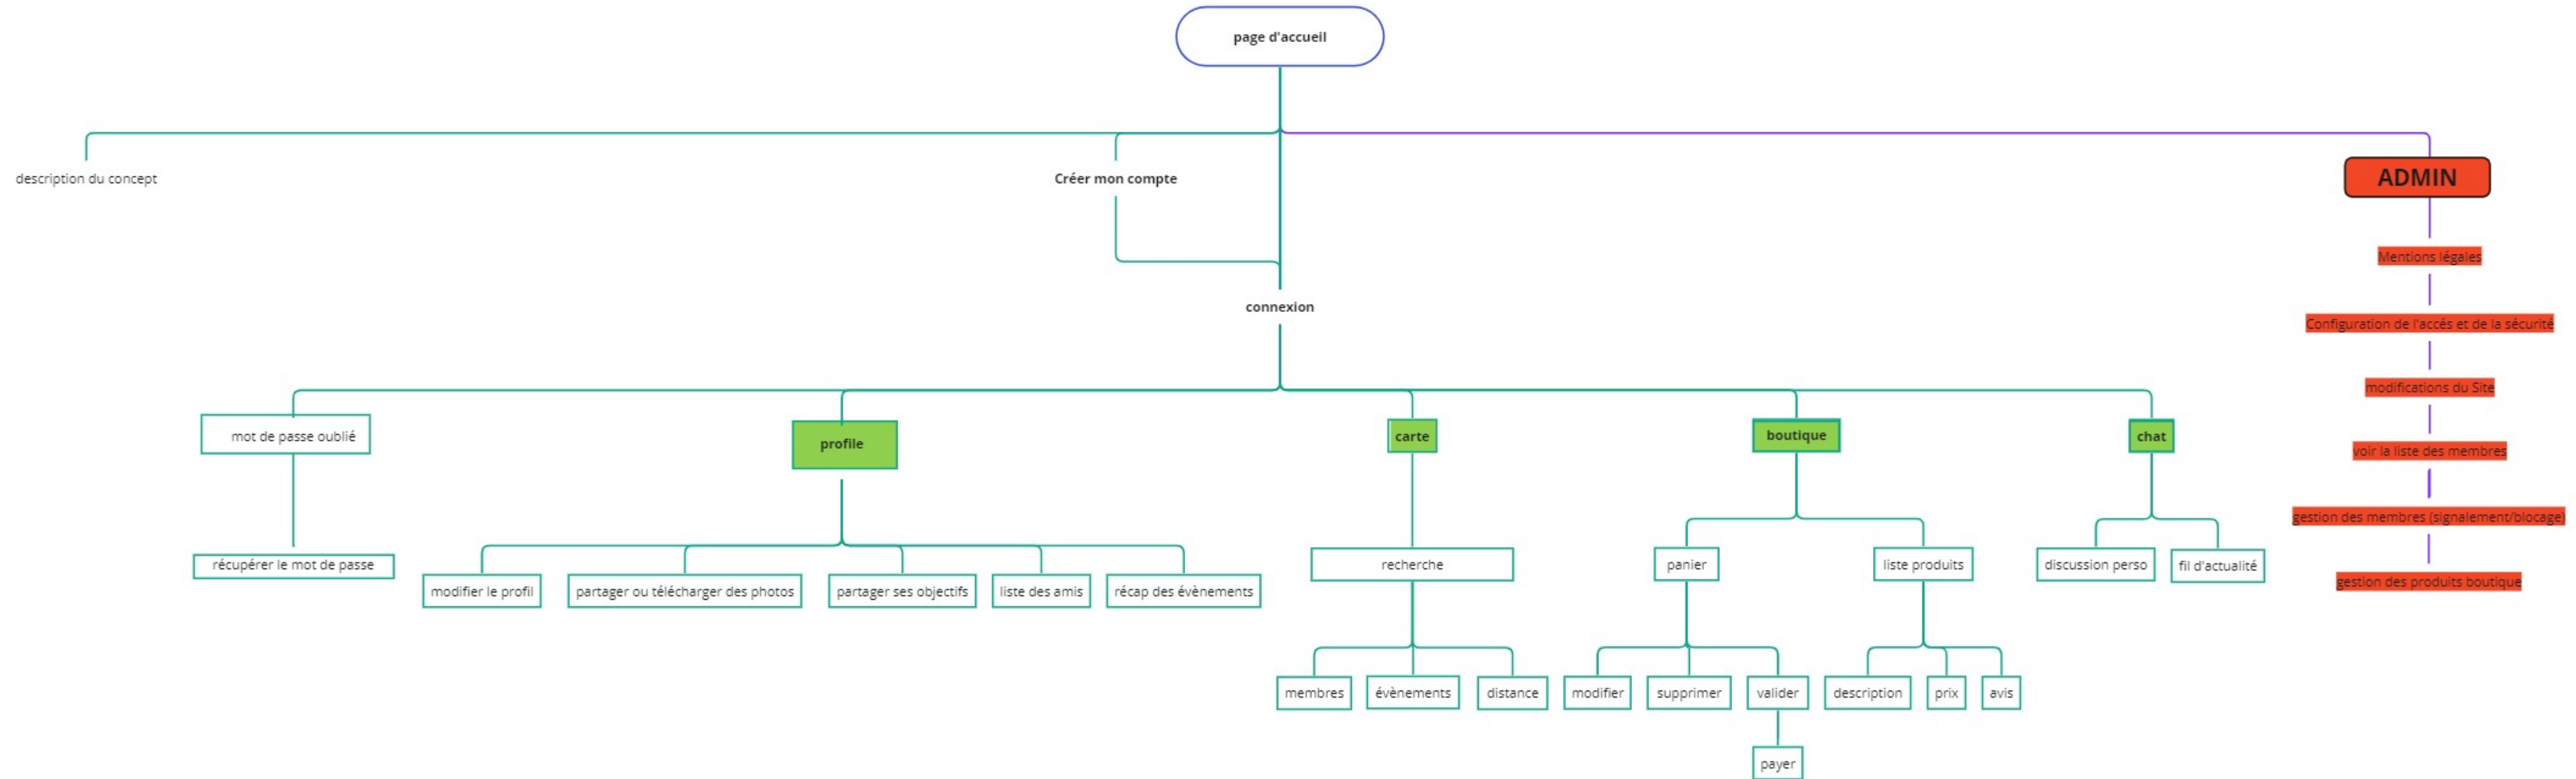 page d'accueil
description du concept
Créer mon compte
ADMIN
Mentions légales
connexion
Configuration de l'accés et de la sécurité
modifications du Site
mot de passe oublié
profile
carte
boutique
chat
voir la liste des membres
gestion des membres (signalement/blocage)
récupérer le mot de passe
modifier le profil
partager ou télécharger des photos
partager ses objectifs
liste des amis
récap des évènements
recherche
panier
liste produits
discussion perso
fil d'actualité
gestion des produits boutique
membres
évènements
distance
modifier
supprimer
valider
description
prix
avis
payer